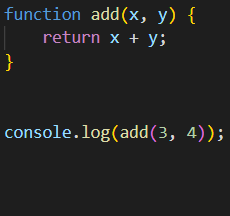 function add(x, y) {
    return x + y;
}
console.log(add(3, 4));